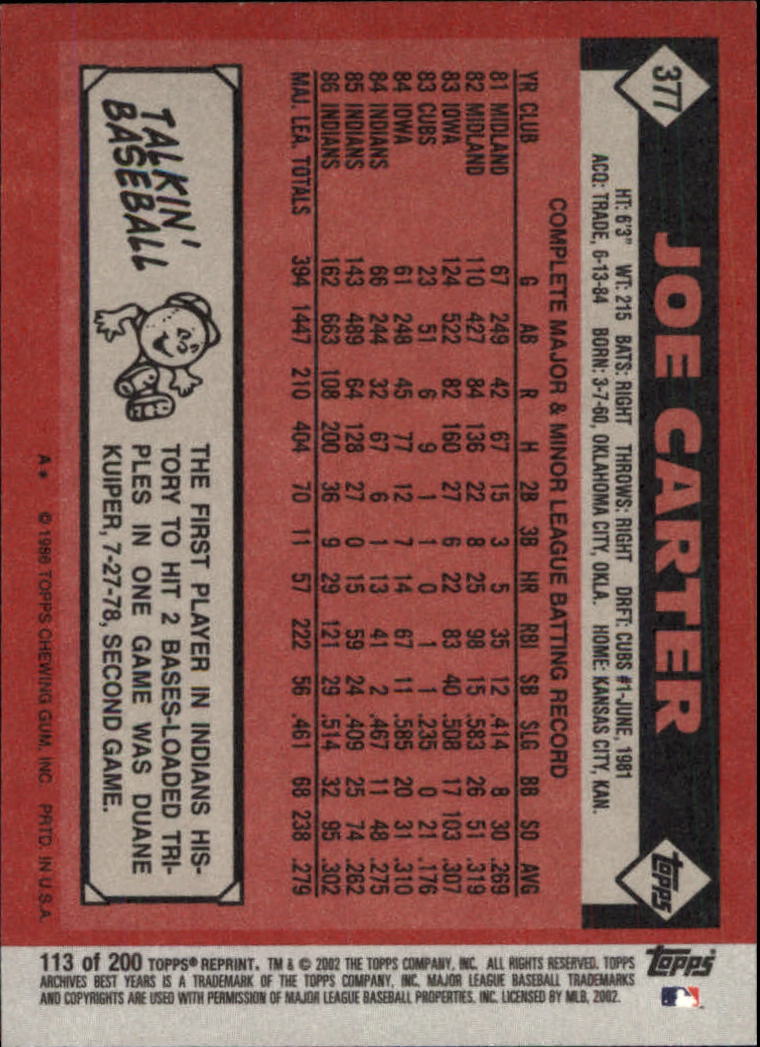 377
JOE CARTER
topps
HT: 6'3" WT: 215 BATS: RIGHT THROWS: RIGHT DRFT: CUBS #1-JUNE, 1981
ACQ: TRADE, 6-13-84 BORN: 3-7-60, OKLAHOMA CITY, OKLA. HOME: KANSAS CITY, KAN.
COMPLETE MAJOR & MINOR LEAGUE BATTING RECORD
YR CLUB G AB R H 2B 3B HR RBI SB SLG BB SO AVG
81 MIDLAND 67 249 42 67 15 3 5 35 12 .414 8 30 .269
82 MIDLAND 110 427 84 136 22 8 25 98 15 .583 26 51 .319
83 IOWA 124 522 82 160 27 6 22 83 40 .508 17 103 .307
83 CUBS 23 51 6 9 1 1 0 1 1 .235 0 21 .176
84 IOWA 61 248 45 77 12 7 14 67 11 .585 20 31 .310
84 INDIANS 66 244 32 67 6 1 13 41 2 .467 11 48 .275
85 INDIANS 143 489 64 128 27 0 15 59 24 .409 25 74 .262
86 INDIANS 162 663 108 200 36 9 29 121 29 .514 32 95 .302
MAJ. LEA. TOTALS 394 1447 210 404 70 11 57 222 56 .461 68 238 .279
TALKIN'
BASEBALL
THE FIRST PLAYER IN INDIANS HIS-
TORY TO HIT 2 BASES-LOADED TRI-
PLES IN ONE GAME WAS DUANE
KUIPER, 7-27-78, SECOND GAME.
A* © 1986 TOPPS CHEWING GUM, INC. PRTD. IN U.S.A.
113 of 200 TOPPS® REPRINT. TM & © 2002 THE TOPPS COMPANY, INC. ALL RIGHTS RESERVED. TOPPS
ARCHIVES BEST YEARS IS A TRADEMARK OF THE TOPPS COMPANY, INC. MAJOR LEAGUE BASEBALL TRADEMARKS
AND COPYRIGHTS ARE USED WITH PERMISSION OF MAJOR LEAGUE BASEBALL PROPERTIES, INC. LICENSED BY MLB, 2002.
topps